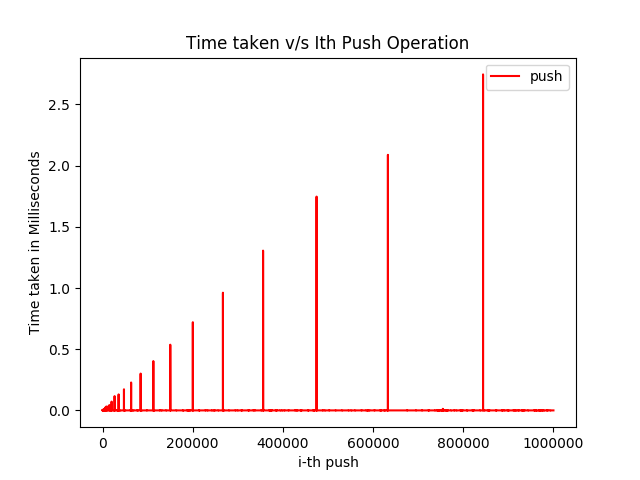 Time taken v/s Ith Push Operation
push
Time taken in Milliseconds
2.5
2.0
1.5
1.0
0.5
0.0
0 200000 400000 600000 800000 1000000
i-th push